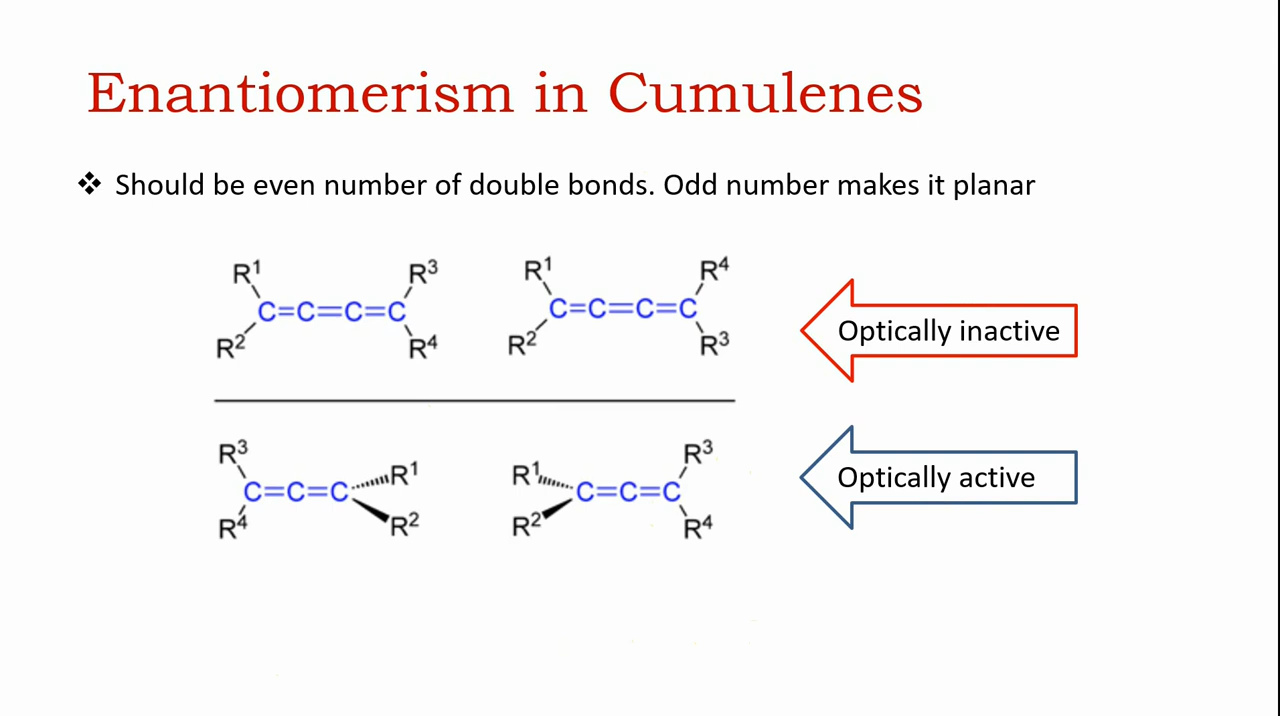 Enantiomerism in Cumulenes
❖ Should be even number of double bonds. Odd number makes it planar
R¹ R³ R¹ R⁴
C=C=C=C C=C=C=C
R² R⁴ R² R³
Optically inactive
R³ R¹ R¹ R³
C=C=C C=C=C
R⁴ R² R² R⁴
Optically active